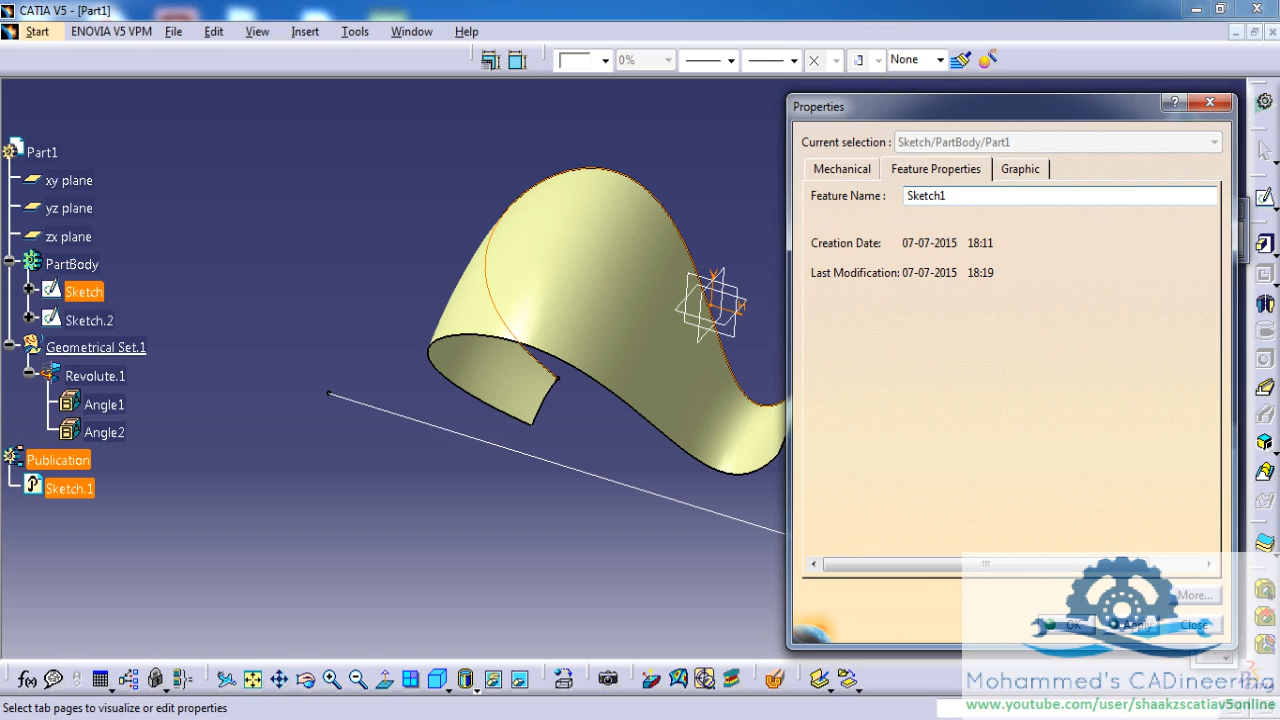 CATIA V5 - [Part1]
Start ENOVIA V5 VPM File Edit View Insert Tools Window Help
0% None
Properties
Current selection : Sketch/PartBody/Part1
Mechanical Feature Properties Graphic
Feature Name : Sketch1
Creation Date: 07-07-2015 18:11
Last Modification: 07-07-2015 18:19
More...
OK Apply Close
Part1
xy plane
yz plane
zx plane
PartBody
Sketch
Sketch.2
Geometrical Set.1
Revolute.1
Angle1
Angle2
Publication
Sketch.1
f(x)
Mohammed's CADineering
www.youtube.com/user/shaakzscatiav5online
Select tab pages to visualize or edit properties